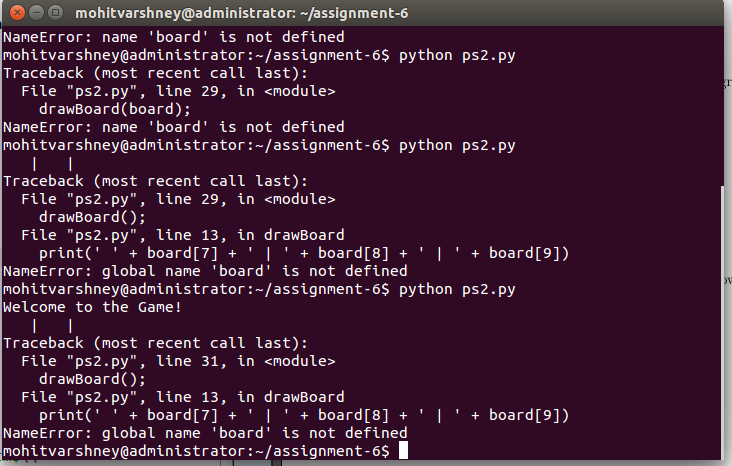 mohitvarshney@administrator: ~/assignment-6
NameError: name 'board' is not defined
mohitvarshney@administrator:~/assignment-6$ python ps2.py
Traceback (most recent call last):
  File "ps2.py", line 29, in <module>
    drawBoard(board);
NameError: name 'board' is not defined
mohitvarshney@administrator:~/assignment-6$ python ps2.py
   |   |
Traceback (most recent call last):
  File "ps2.py", line 29, in <module>
    drawBoard();
  File "ps2.py", line 13, in drawBoard
    print(' ' + board[7] + ' | ' + board[8] + ' | ' + board[9])
NameError: global name 'board' is not defined
mohitvarshney@administrator:~/assignment-6$ python ps2.py
Welcome to the Game!
   |   |
Traceback (most recent call last):
  File "ps2.py", line 31, in <module>
    drawBoard();
  File "ps2.py", line 13, in drawBoard
    print(' ' + board[7] + ' | ' + board[8] + ' | ' + board[9])
NameError: global name 'board' is not defined
mohitvarshney@administrator:~/assignment-6$